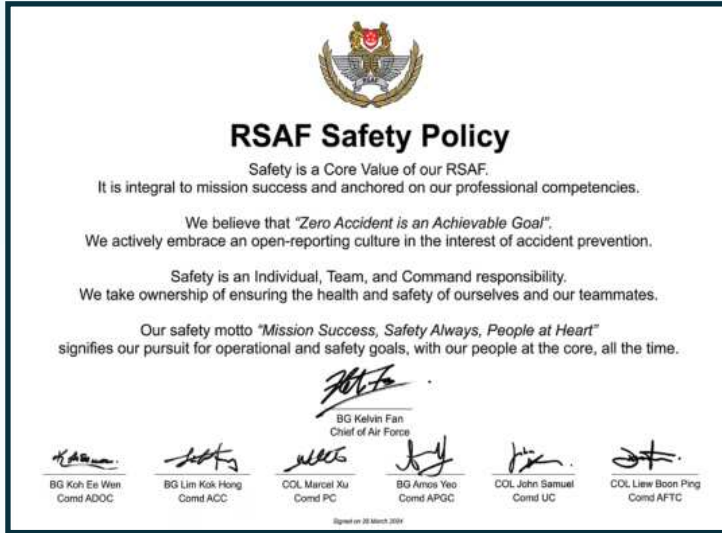 RSAF
RSAF Safety Policy
Safety is a Core Value of our RSAF.
It is integral to mission success and anchored on our professional competencies.
We believe that "Zero Accident is an Achievable Goal".
We actively embrace an open-reporting culture in the interest of accident prevention.
Safety is an Individual, Team, and Command responsibility.
We take ownership of ensuring the health and safety of ourselves and our teammates.
Our safety motto "Mission Success, Safety Always, People at Heart"
signifies our pursuit for operational and safety goals, with our people at the core, all the time.
BG Kelvin Fan
Chief of Air Force
BG Koh Ee Wen
Comd ADOC
BG Lim Kok Hong
Comd ACC
COL Marcel Xu
Comd PC
BG Amos Yeo
Comd APGC
COL John Samuel
Comd UC
COL Liew Boon Ping
Comd AFTC
Signed on 28 March 2024